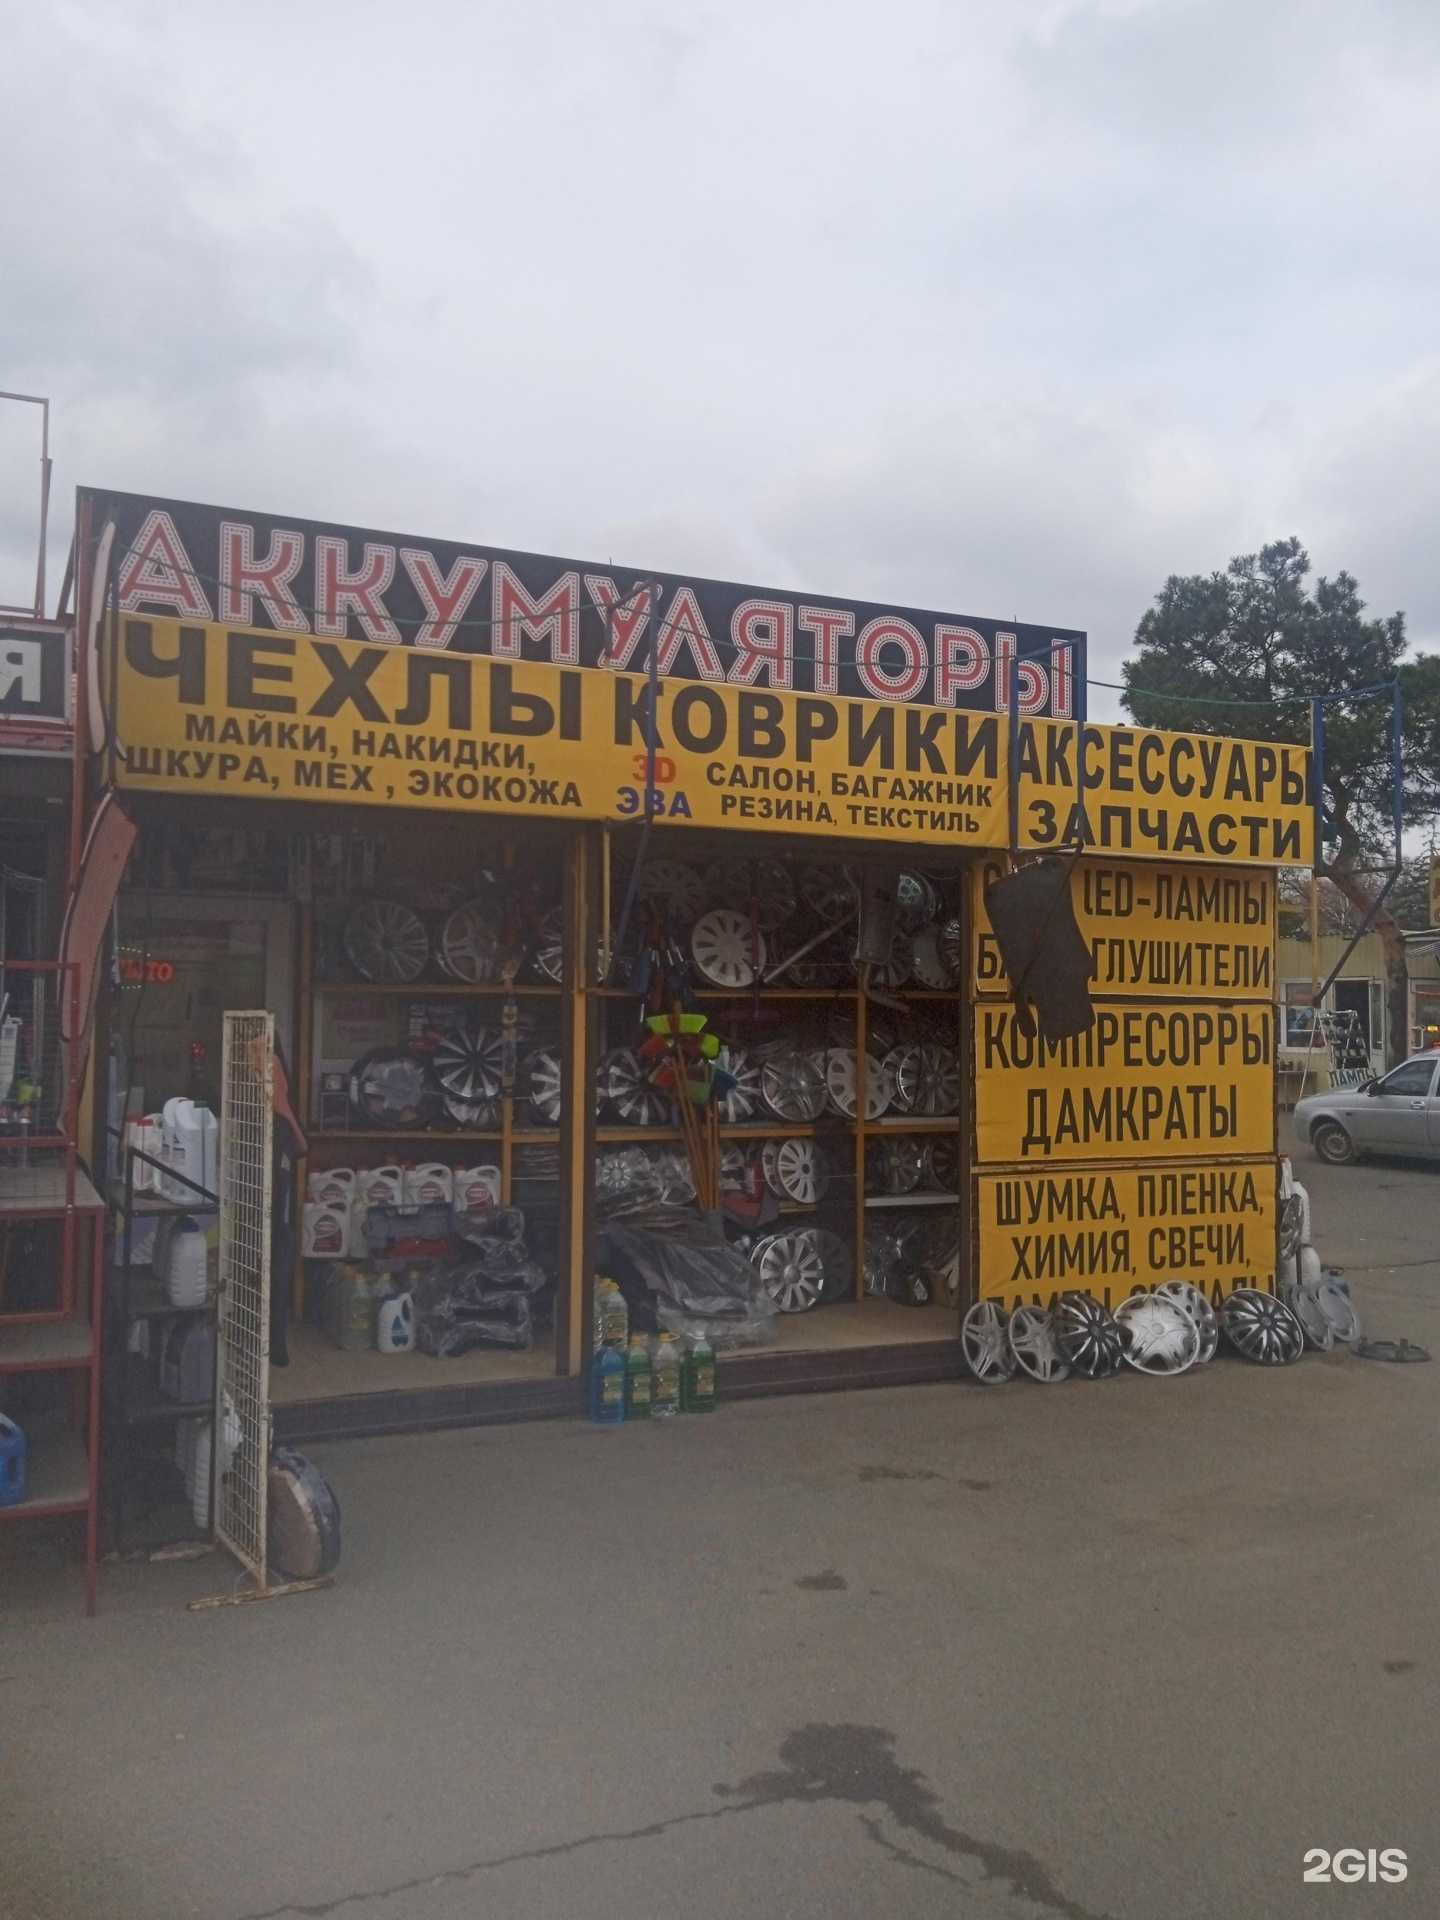 АККУМУЛЯТОРЫ
ЧЕХЛЫ
МАЙКИ, НАКИДКИ,
ШКУРА, МЕХ , ЭКОКОЖА
КОВРИКИ
3D САЛОН, БАГАЖНИК
ЭВА РЕЗИНА, ТЕКСТИЛЬ
АКСЕССУАРЫ
ЗАПЧАСТИ
LED-ЛАМПЫ
ГЛУШИТЕЛИ
КОМПРЕСОРРЫ
ДАМКРАТЫ
ШУМКА, ПЛЕНКА,
ХИМИЯ, СВЕЧИ,
Я
ЛАМПЫ
2GIS